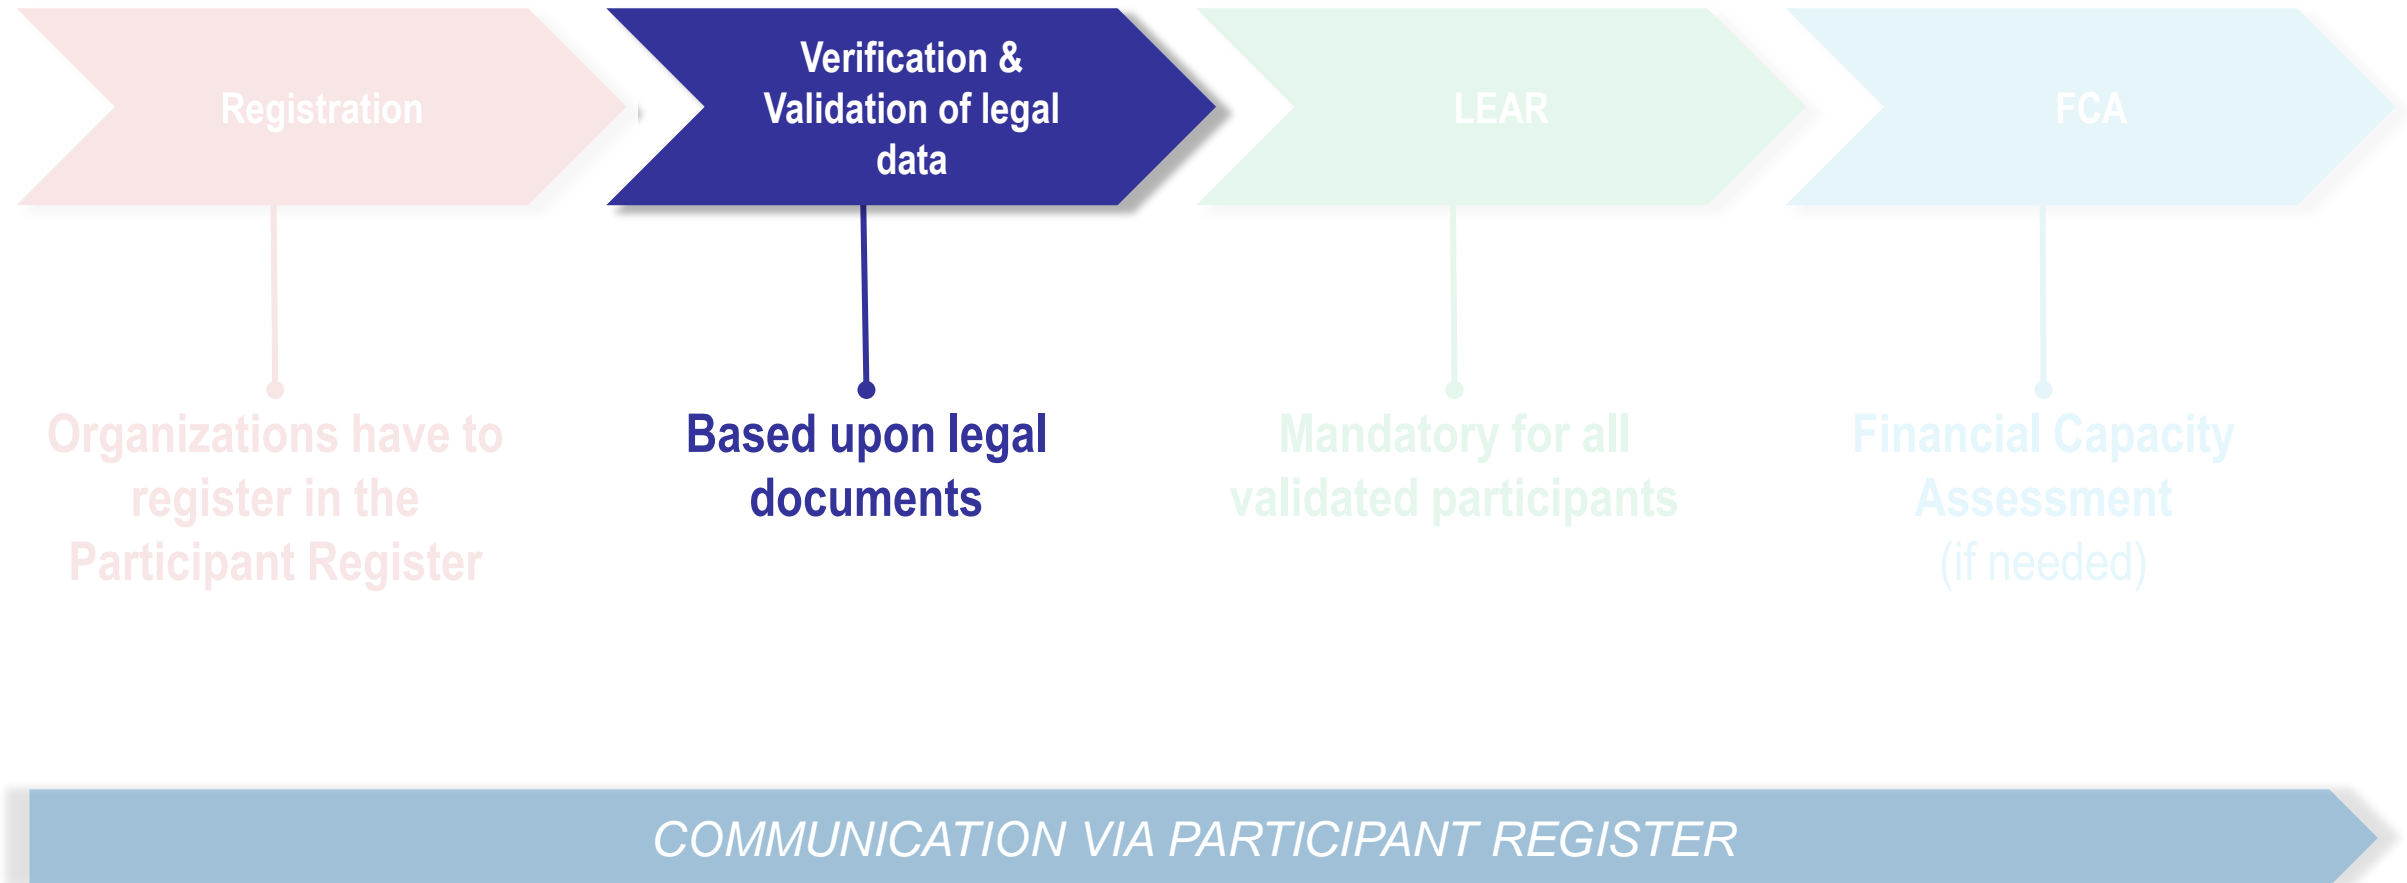 Registration
Verification &
Validation of legal
data
LEAR
FCA
Organizations have to
register in the
Participant Register
Based upon legal
documents
Mandatory for all
validated participants
Financial Capacity
Assessment
(if needed)
COMMUNICATION VIA PARTICIPANT REGISTER